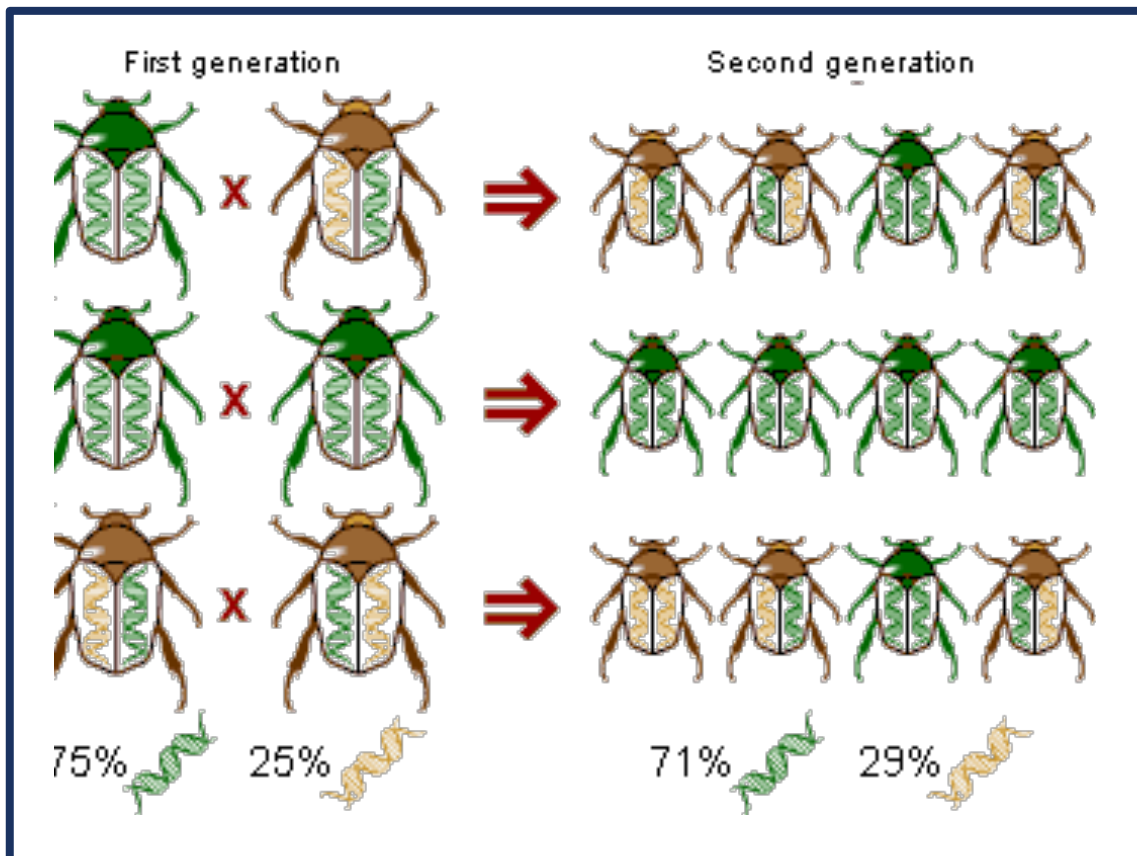 First generation
Second generation
x
x
x
75%
25%
71%
29%